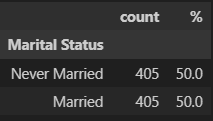 count %
Marital Status
Never Married 405 50.0
Married 405 50.0